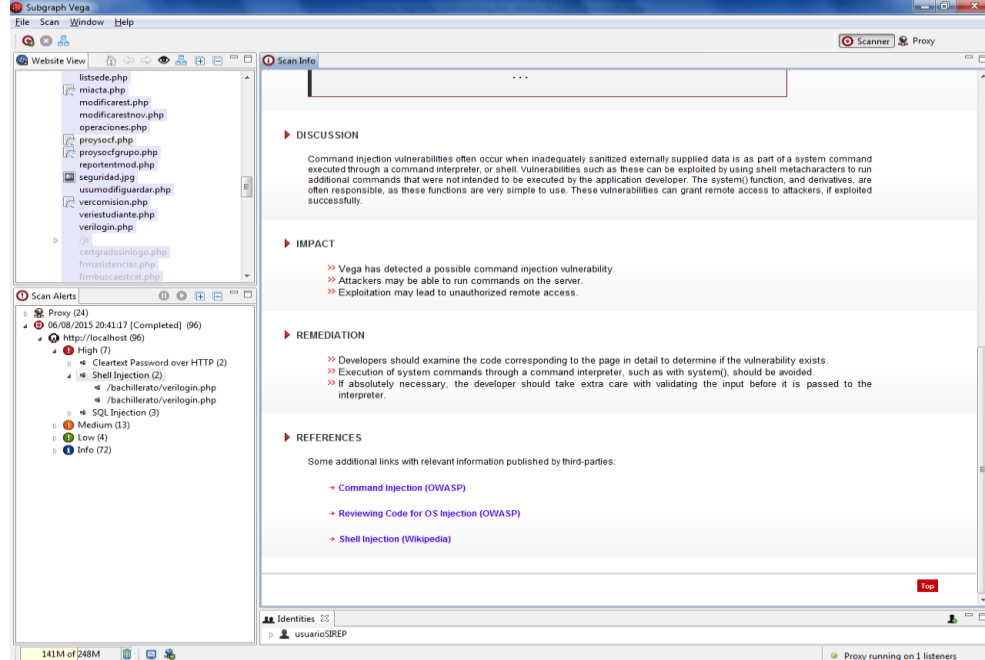 Subgraph Vega
File Scan Window Help
Scanner Proxy
Website View
listsede.php
miacta.php
modificarest.php
modificarestnov.php
operaciones.php
proysocf.php
proysocfgrupo.php
reportentmod.php
seguridad.jpg
usumodifiguardar.php
vercomision.php
veriestudiante.php
verilogin.php
/js
certgradosinlogo.php
frmasistencias.php
frmbuscaestcat.php
Scan Alerts
Proxy (24)
06/08/2015 20:41:17 [Completed] (96)
http://localhost (96)
High (7)
Cleartext Password over HTTP (2)
Shell Injection (2)
/bachillerato/verilogin.php
/bachillerato/verilogin.php
SQL Injection (3)
Medium (13)
Low (4)
Info (72)
Scan Info
...
DISCUSSION
Command injection vulnerabilities often occur when inadequately sanitized externally supplied data is as part of a system command
executed through a command interpreter, or shell. Vulnerabilities such as these can be exploited by using shell metacharacters to run
additional commands that were not intended to be executed by the application developer. The system() function, and derivatives, are
often responsible, as these functions are very simple to use. These vulnerabilities can grant remote access to attackers, if exploited
successfully.
IMPACT
Vega has detected a possible command injection vulnerability.
Attackers may be able to run commands on the server.
Exploitation may lead to unauthorized remote access.
REMEDIATION
Developers should examine the code corresponding to the page in detail to determine if the vulnerability exists.
Execution of system commands through a command interpreter, such as with system(), should be avoided.
If absolutely necessary, the developer should take extra care with validating the input before it is passed to the
interpreter.
REFERENCES
Some additional links with relevant information published by third-parties:
Command Injection (OWASP)
Reviewing Code for OS Injection (OWASP)
Shell Injection (Wikipedia)
Top
Identities
usuarioSIREP
141M of 248M
Proxy running on 1 listeners